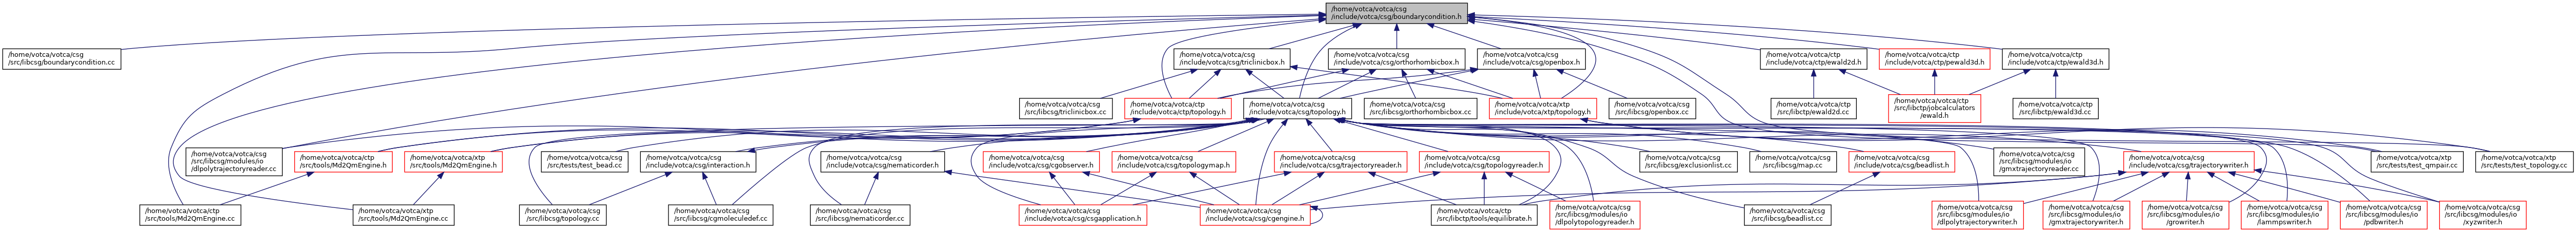 /home/votca/votca/csg
/include/votca/csg/boundarycondition.h
/home/votca/votca/csg
/src/libcsg/boundarycondition.cc
/home/votca/votca/csg
/include/votca/csg/triclinicbox.h
/home/votca/votca/csg
/include/votca/csg/orthorhombicbox.h
/home/votca/votca/csg
/include/votca/csg/openbox.h
/home/votca/votca/ctp
/include/votca/ctp/ewald2d.h
/home/votca/votca/ctp
/include/votca/ctp/pewald3d.h
/home/votca/votca/ctp
/include/votca/ctp/ewald3d.h
/home/votca/votca/csg
/src/libcsg/triclinicbox.cc
/home/votca/votca/ctp
/include/votca/ctp/topology.h
/home/votca/votca/csg
/include/votca/csg/topology.h
/home/votca/votca/csg
/src/libcsg/orthorhombicbox.cc
/home/votca/votca/xtp
/include/votca/xtp/topology.h
/home/votca/votca/csg
/src/libcsg/openbox.cc
/home/votca/votca/ctp
/src/libctp/ewald2d.cc
/home/votca/votca/ctp
/src/libctp/jobcalculators
/ewald.h
/home/votca/votca/ctp
/src/libctp/ewald3d.cc
/home/votca/votca/csg
/src/libcsg/modules/io
/dlpolytrajectoryreader.cc
/home/votca/votca/ctp
/src/tools/Md2QmEngine.h
/home/votca/votca/xtp
/src/tools/Md2QmEngine.h
/home/votca/votca/csg
/src/tests/test_bead.cc
/home/votca/votca/csg
/include/votca/csg/interaction.h
/home/votca/votca/csg
/include/votca/csg/nematicorder.h
/home/votca/votca/csg
/include/votca/csg/cgobserver.h
/home/votca/votca/csg
/include/votca/csg/topologymap.h
/home/votca/votca/csg
/include/votca/csg/trajectoryreader.h
/home/votca/votca/csg
/include/votca/csg/topologyreader.h
/home/votca/votca/csg
/src/libcsg/exclusionlist.cc
/home/votca/votca/csg
/src/libcsg/map.cc
/home/votca/votca/csg
/include/votca/csg/beadlist.h
/home/votca/votca/csg
/src/libcsg/modules/io
/gmxtrajectoryreader.cc
/home/votca/votca/csg
/include/votca/csg/trajectorywriter.h
/home/votca/votca/xtp
/src/tests/test_qmpair.cc
/home/votca/votca/xtp
/src/tests/test_topology.cc
/home/votca/votca/ctp
/src/tools/Md2QmEngine.cc
/home/votca/votca/xtp
/src/tools/Md2QmEngine.cc
/home/votca/votca/csg
/src/libcsg/topology.cc
/home/votca/votca/csg
/src/libcsg/cgmoleculedef.cc
/home/votca/votca/csg
/src/libcsg/nematicorder.cc
/home/votca/votca/csg
/include/votca/csg/csgapplication.h
/home/votca/votca/csg
/include/votca/csg/cgengine.h
/home/votca/votca/ctp
/src/libctp/tools/equilibrate.h
/home/votca/votca/csg
/src/libcsg/modules/io
/dlpolytopologyreader.h
/home/votca/votca/csg
/src/libcsg/beadlist.cc
/home/votca/votca/csg
/src/libcsg/modules/io
/dlpolytrajectorywriter.h
/home/votca/votca/csg
/src/libcsg/modules/io
/gmxtrajectorywriter.h
/home/votca/votca/csg
/src/libcsg/modules/io
/growriter.h
/home/votca/votca/csg
/src/libcsg/modules/io
/lammpswriter.h
/home/votca/votca/csg
/src/libcsg/modules/io
/pdbwriter.h
/home/votca/votca/csg
/src/libcsg/modules/io
/xyzwriter.h